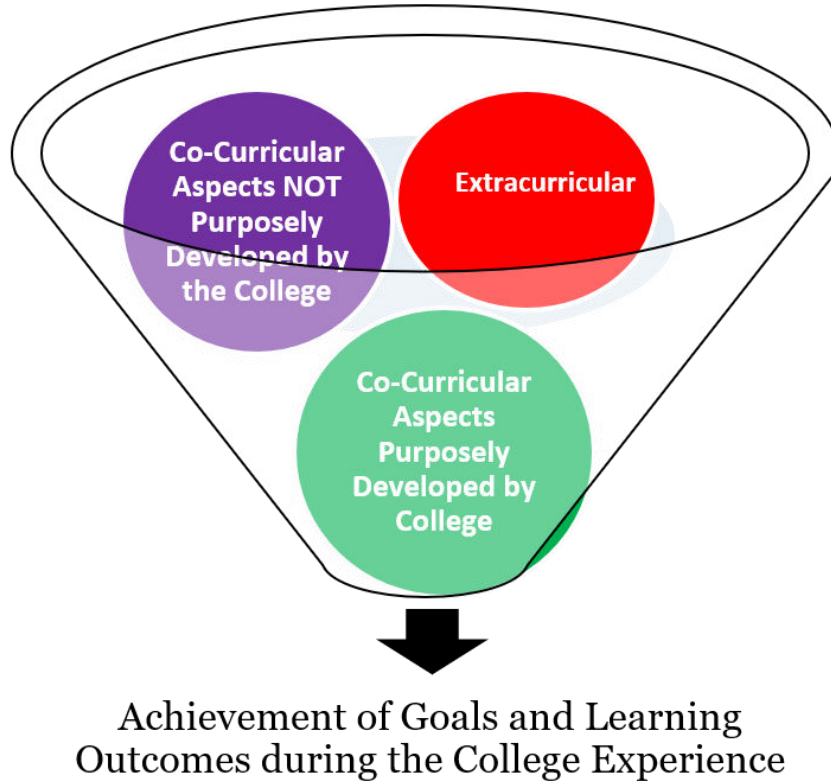 Co-Curricular
Aspects NOT
Purposely
Developed by
the College
Extracurricular
Co-Curricular
Aspects
Purposely
Developed by
College
Achievement of Goals and Learning
Outcomes during the College Experience